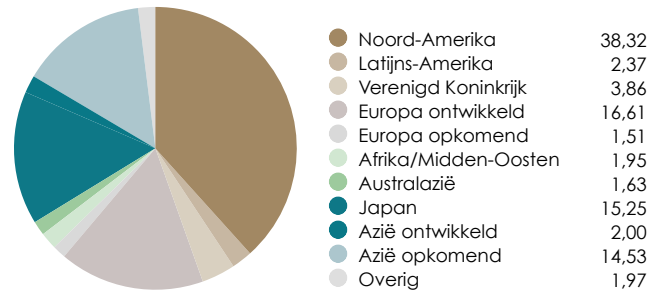 Noord-Amerika 38,32
Latijns-Amerika 2,37
Verenigd Koninkrijk 3,86
Europa ontwikkeld 16,61
Europa opkomend 1,51
Afrika/Midden-Oosten 1,95
Australazië 1,63
Japan 15,25
Azië ontwikkeld 2,00
Azië opkomend 14,53
Overig 1,97